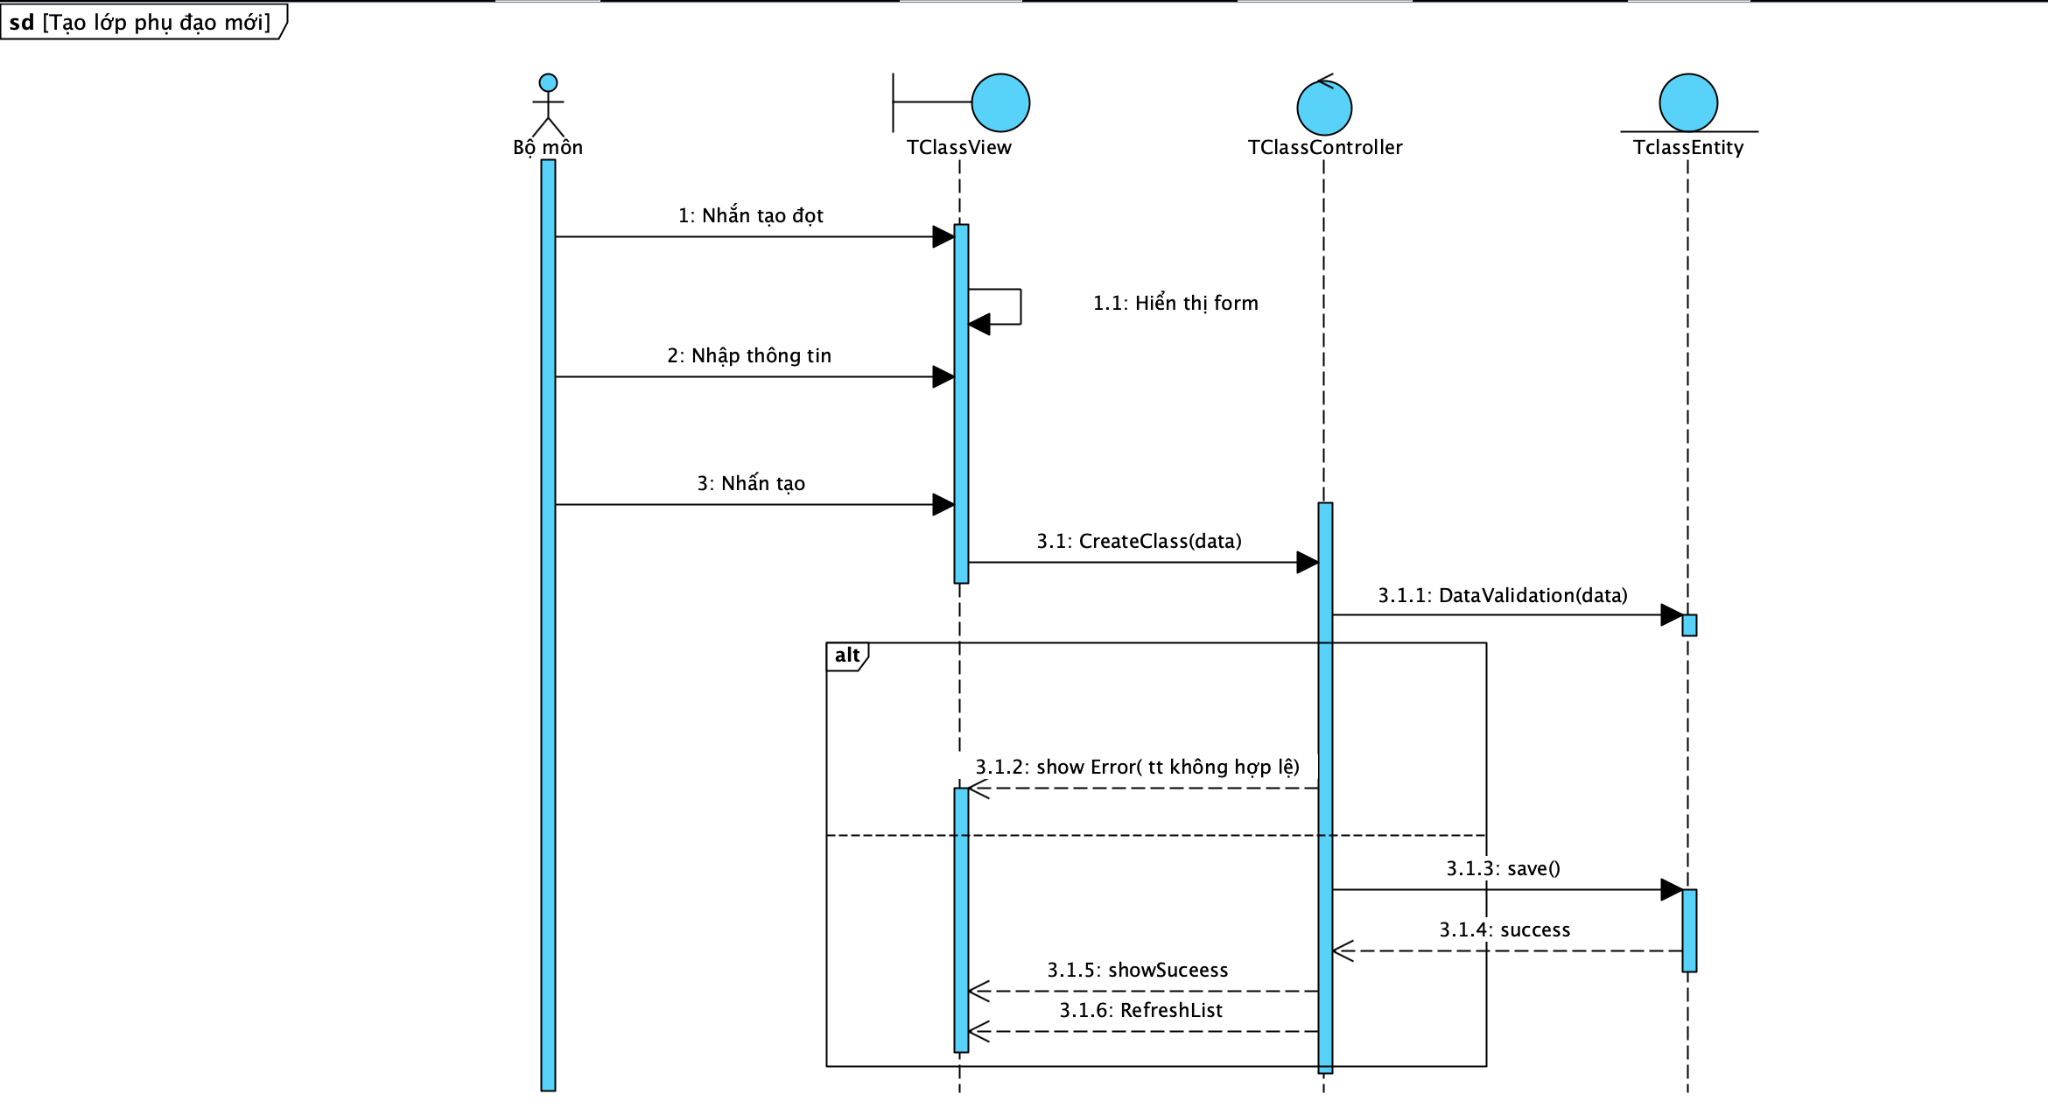 sd [Tạo lớp phụ đạo mới]
Bộ môn
TClassView
TClassController
TclassEntity
1: Nhắn tạo đọt
1.1: Hiển thị form
2: Nhập thông tin
3: Nhấn tạo
3.1: CreateClass(data)
3.1.1: DataValidation(data)
alt
3.1.2: show Error( tt không hợp lệ)
3.1.3: save()
3.1.4: success
3.1.5: showSuceess
3.1.6: RefreshList